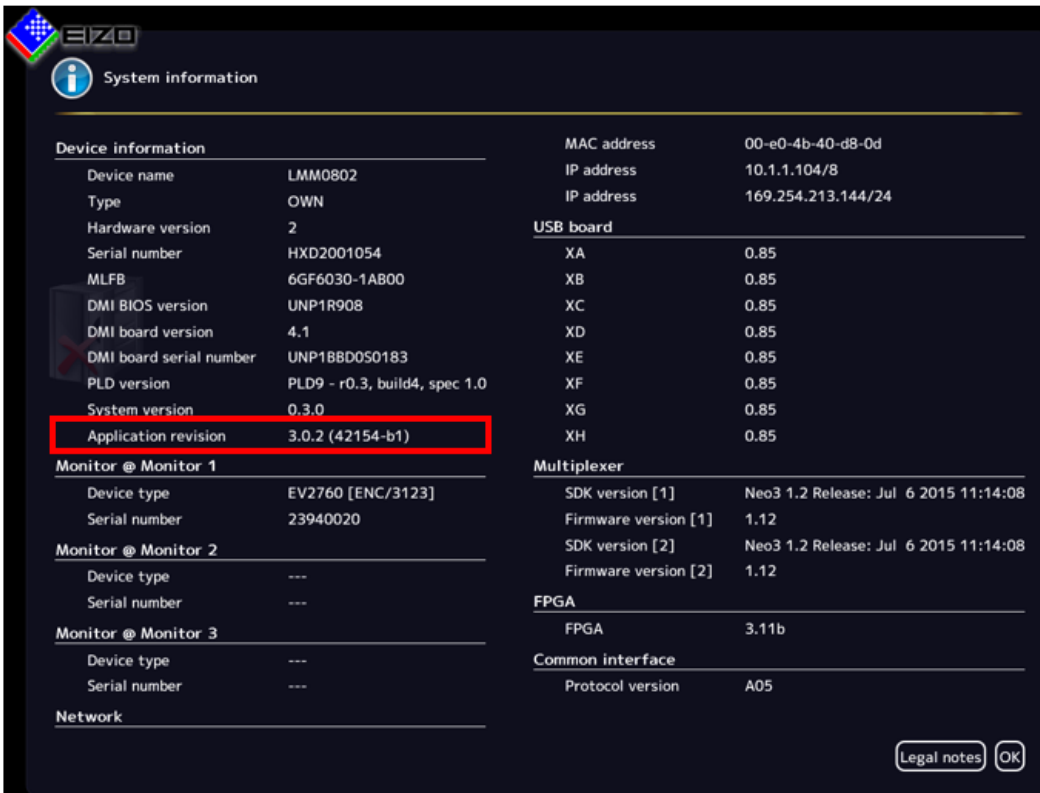 EIZO
System information
Device information
Device name LMM0802
Type OWN
Hardware version 2
Serial number HXD2001054
MLFB 6GF6030-1AB00
DMI BIOS version UNP1R908
DMI board version 4.1
DMI board serial number UNP1BBD0S0183
PLD version PLD9 - r0.3, build4, spec 1.0
System version 0.3.0
Application revision 3.0.2 (42154-b1)
Monitor @ Monitor 1
Device type EV2760 [ENC/3123]
Serial number 23940020
Monitor @ Monitor 2
Device type ---
Serial number ---
Monitor @ Monitor 3
Device type ---
Serial number ---
Network
MAC address 00-e0-4b-40-d8-0d
IP address 10.1.1.104/8
IP address 169.254.213.144/24
USB board
XA 0.85
XB 0.85
XC 0.85
XD 0.85
XE 0.85
XF 0.85
XG 0.85
XH 0.85
Multiplexer
SDK version [1] Neo3 1.2 Release: Jul 6 2015 11:14:08
Firmware version [1] 1.12
SDK version [2] Neo3 1.2 Release: Jul 6 2015 11:14:08
Firmware version [2] 1.12
FPGA
FPGA 3.11b
Common interface
Protocol version A05
Legal notes OK